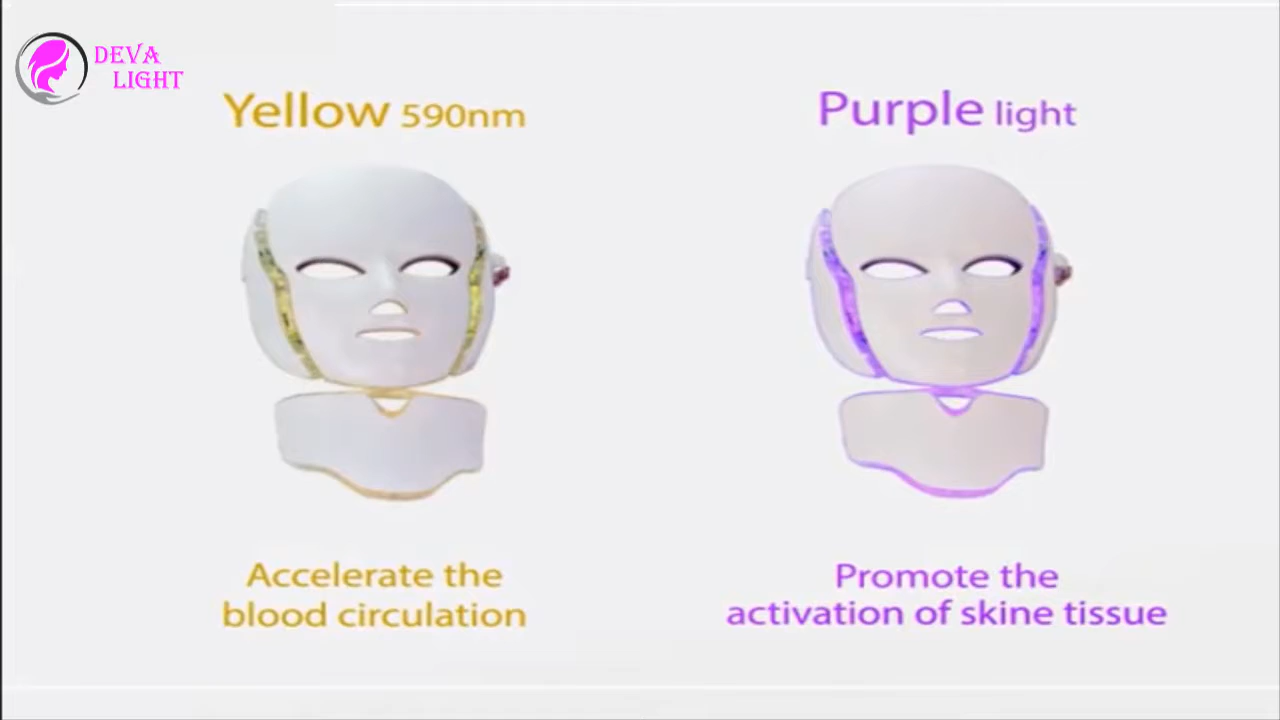 DEVA
LIGHT
Yellow 590nm
Purple light
Accelerate the
blood circulation
Promote the
activation of skine tissue